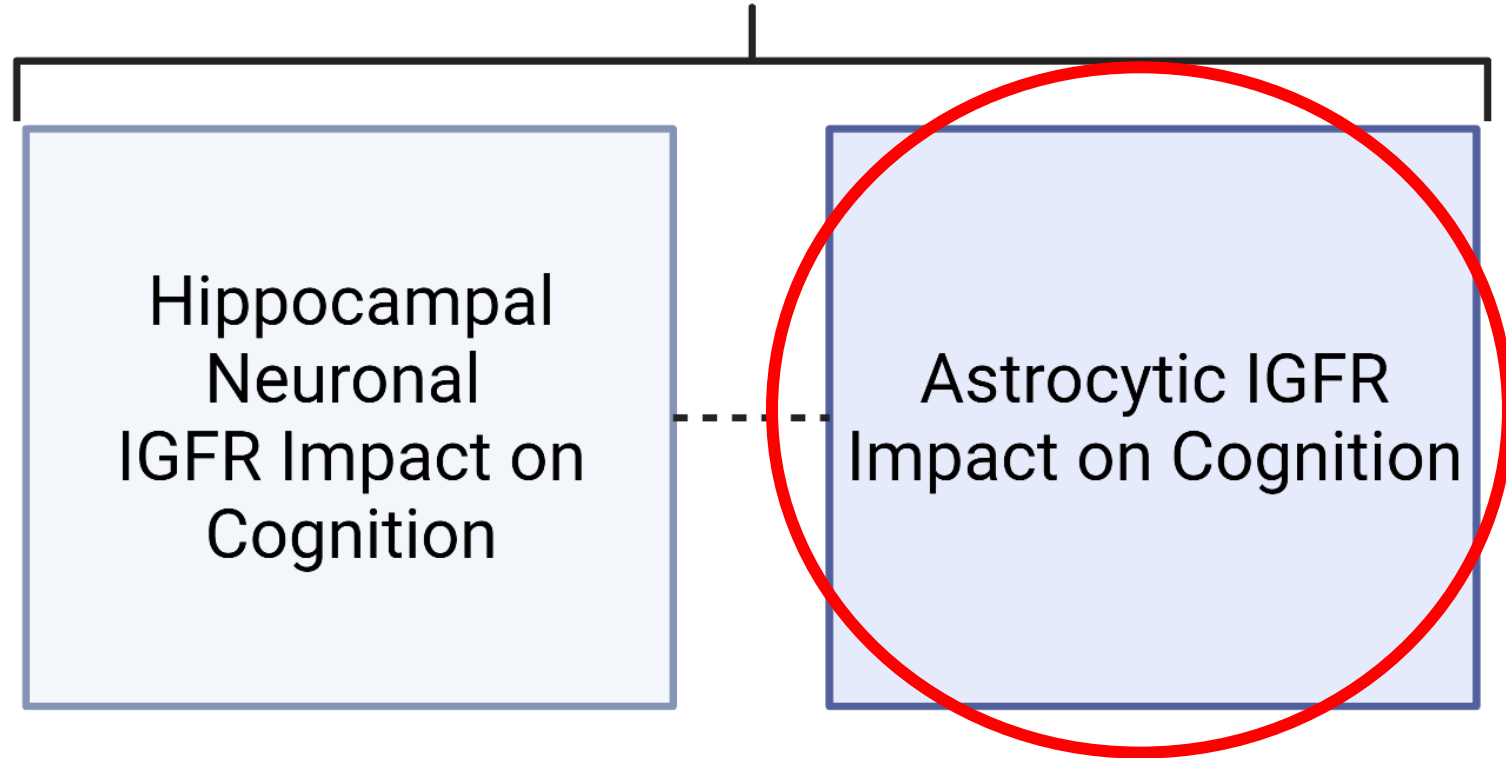 Hippocampal
Neuronal
IGFR Impact on
Cognition
Astrocytic IGFR
Impact on Cognition